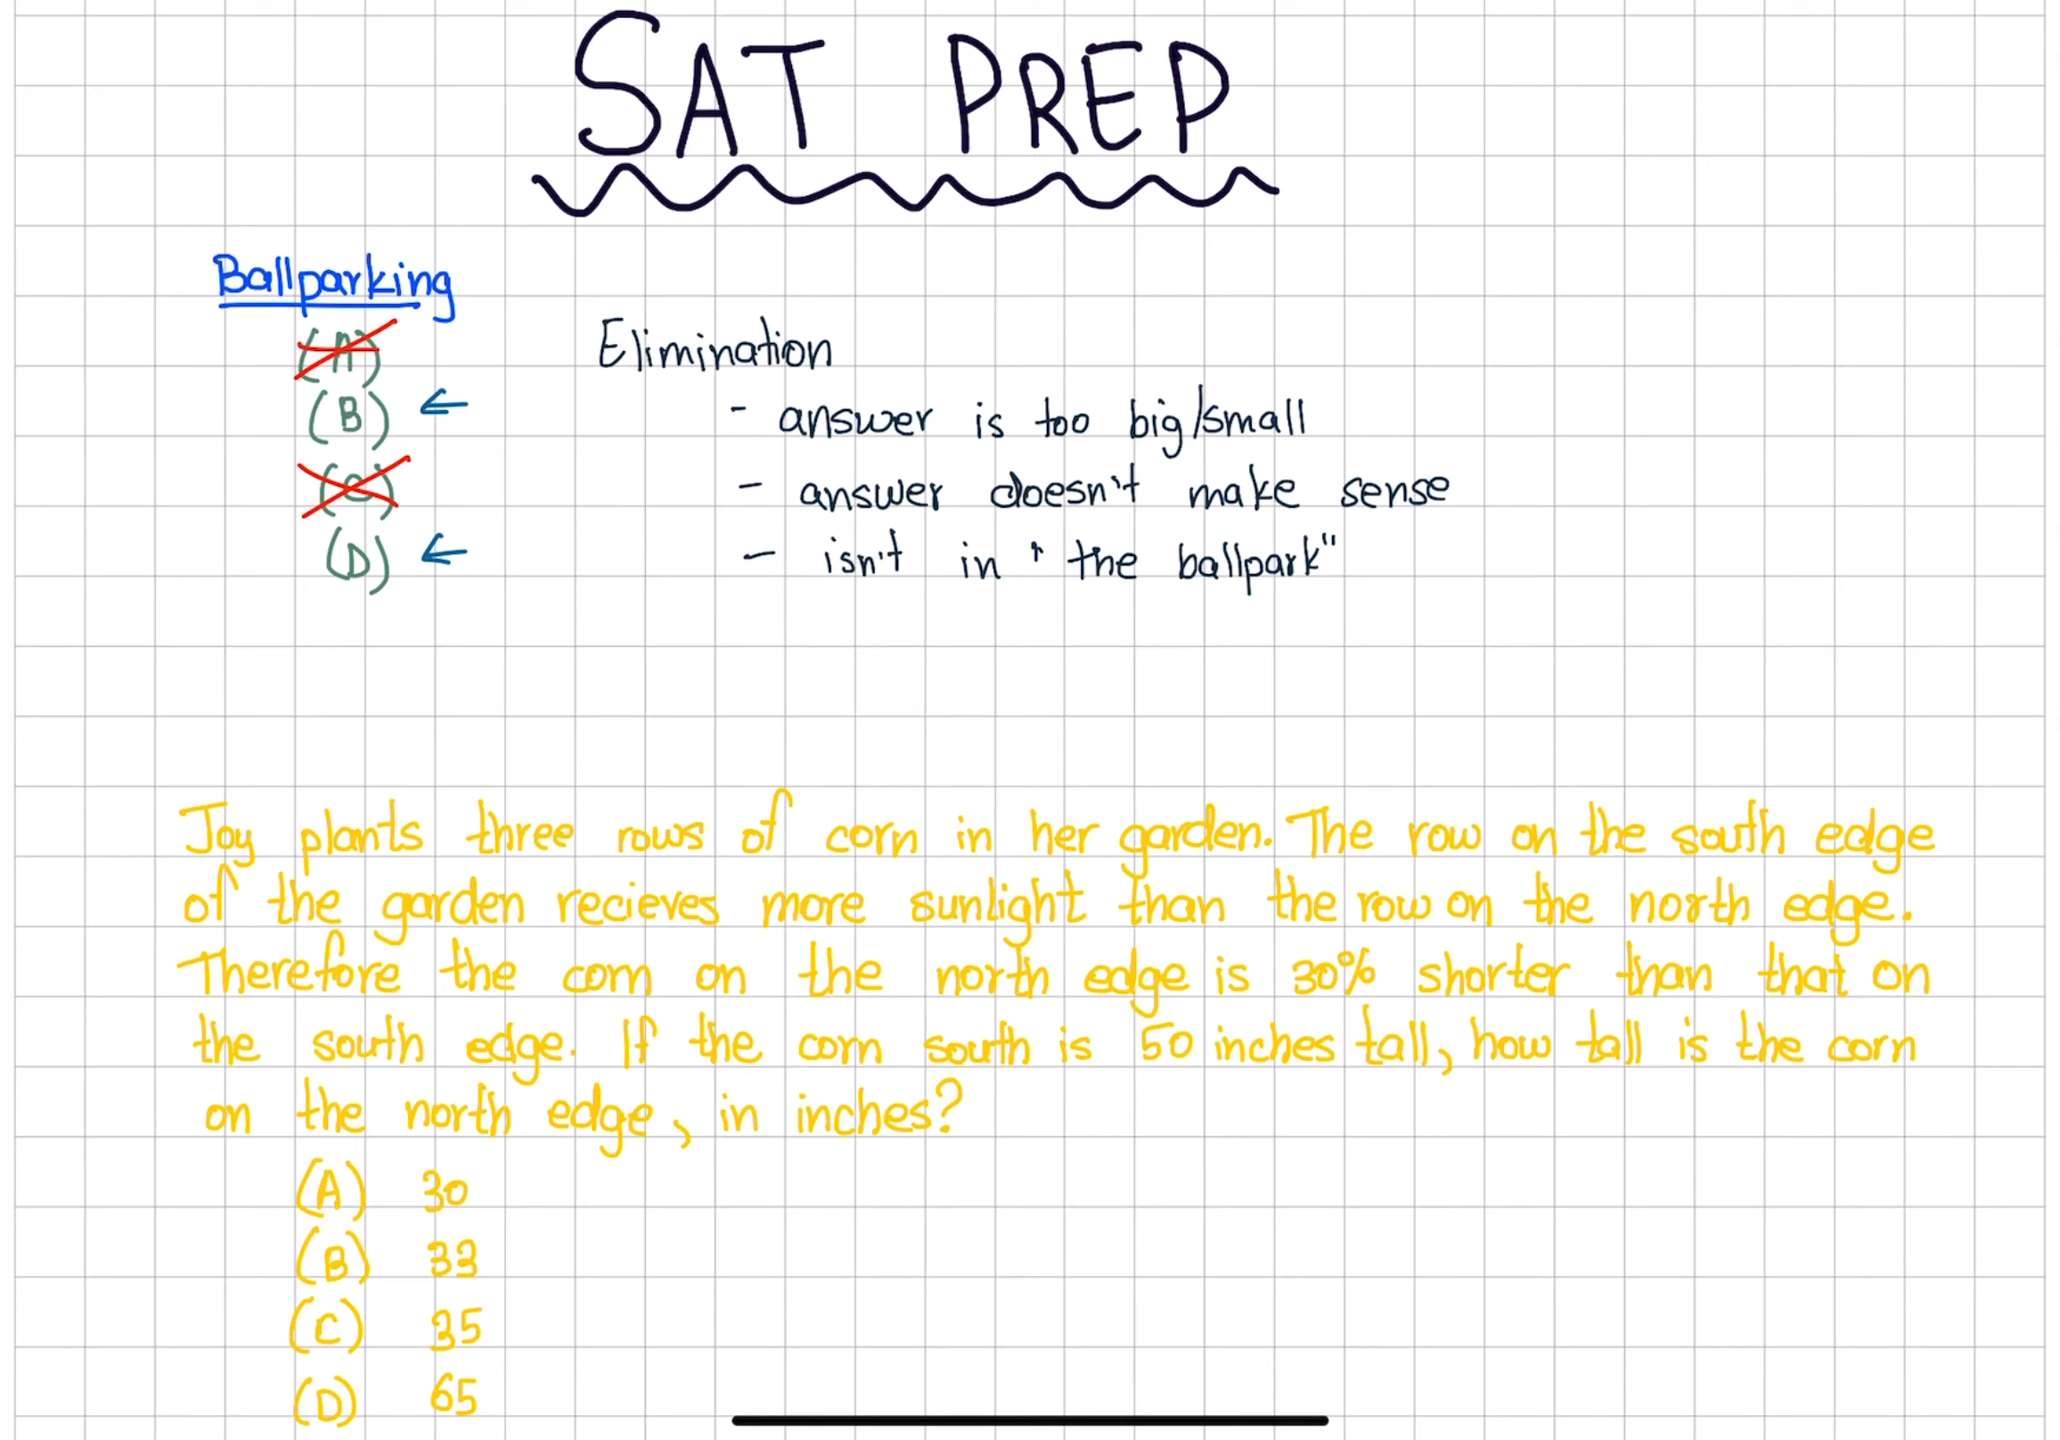 SAT PREP
Ballparking
(A)
(B) ←
(C)
(D) ←
Elimination
- answer is too big/small
- answer doesn't make sense
- isn't in "the ballpark"
Joy plants three rows of corn in her garden. The row on the south edge
of the garden recieves more sunlight than the row on the north edge.
Therefore the corn on the north edge is 30% shorter than that on
the south edge. If the corn south is 50 inches tall, how tall is the corn
on the north edge, in inches?
(A) 30
(B) 33
(C) 35
(D) 65